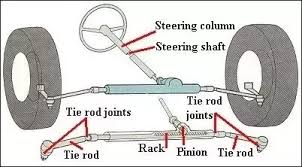 Steering column
Steering shaft
Tie rod joints
Tie rod
joints
Tie rod
Rack
Pinion
Tie rod